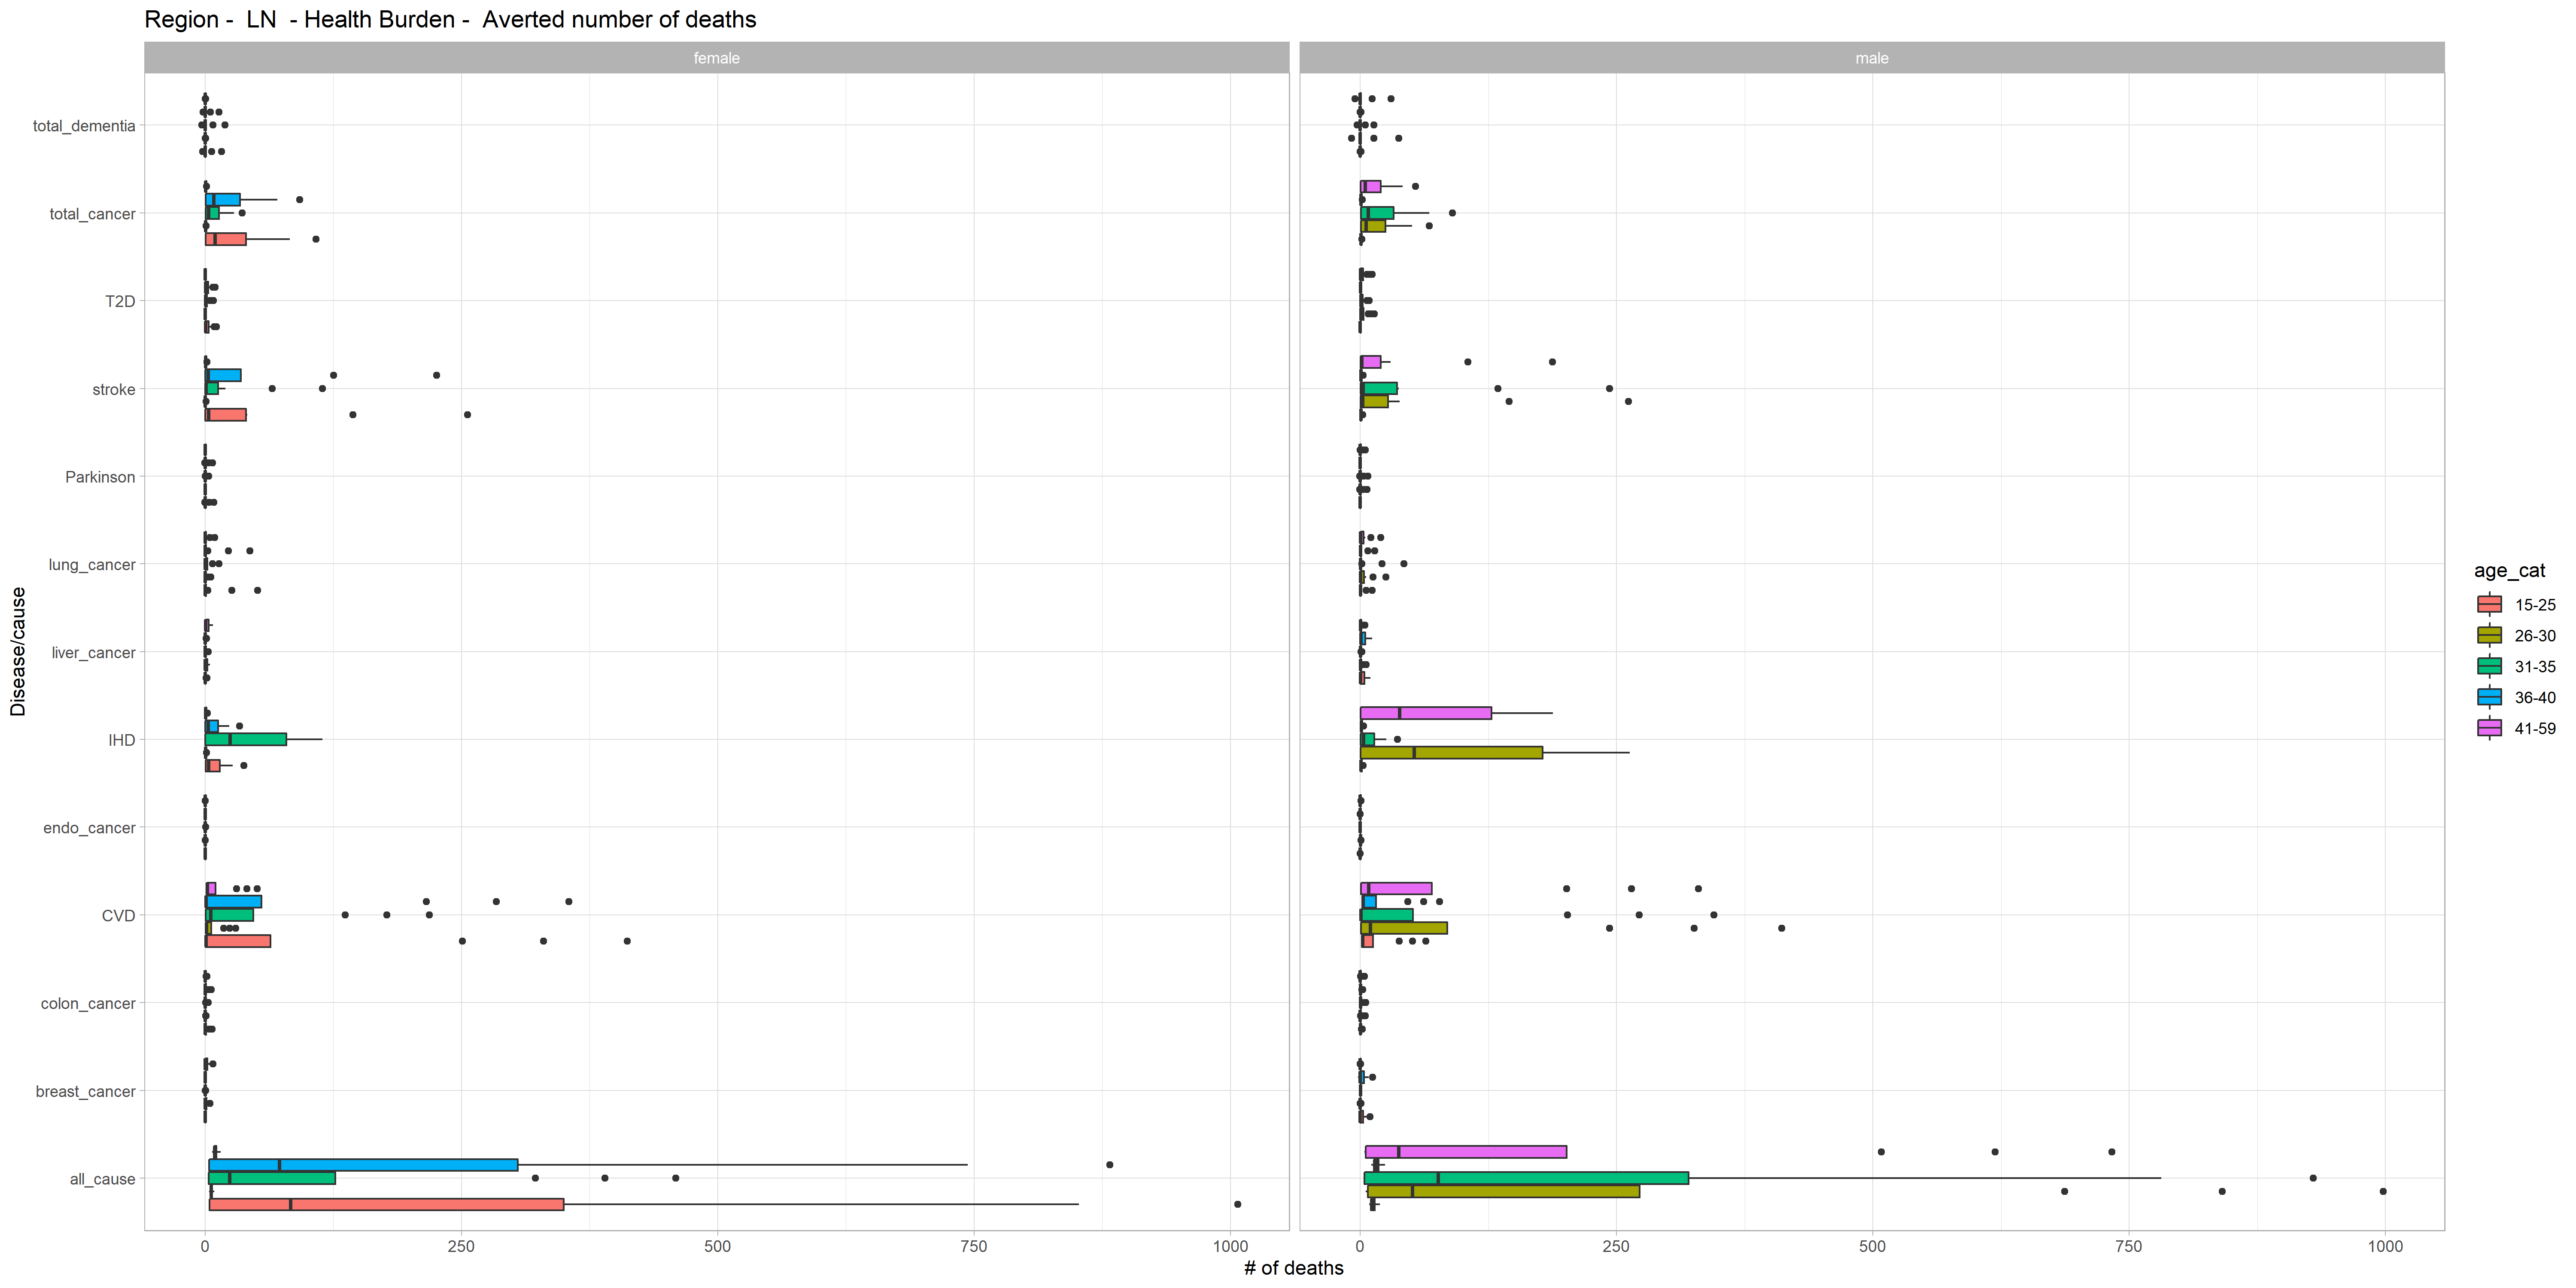 Region -  LN  - Health Burden -  Averted number of deaths
female
male
Disease/cause
total_dementia
total_cancer
T2D
stroke
Parkinson
lung_cancer
liver_cancer
IHD
endo_cancer
CVD
colon_cancer
breast_cancer
all_cause
0
250
500
750
1000
0
250
500
750
1000
# of deaths
age_cat
15-25
26-30
31-35
36-40
41-59